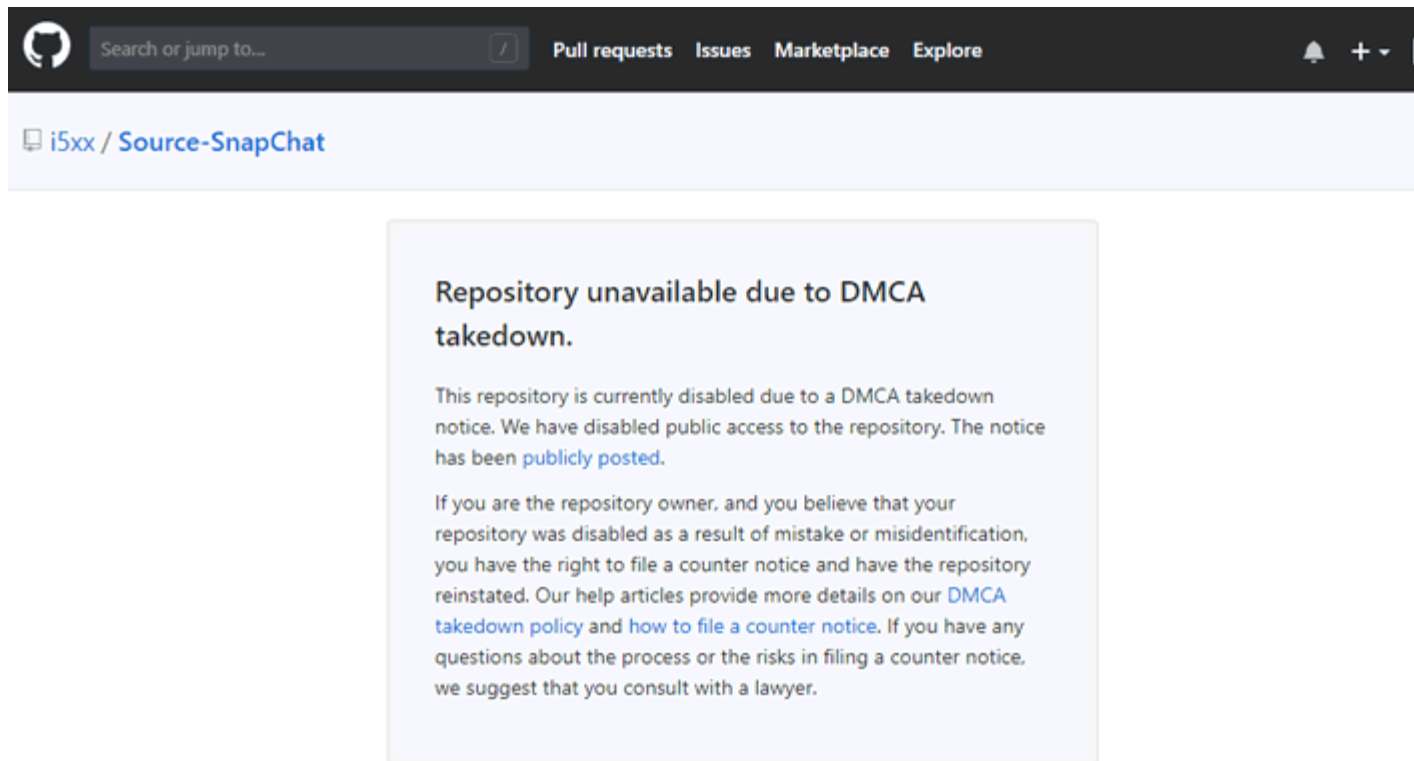 Search or jump to... / Pull requests Issues Marketplace Explore
i5xx / Source-SnapChat
Repository unavailable due to DMCA
takedown.
This repository is currently disabled due to a DMCA takedown
notice. We have disabled public access to the repository. The notice
has been publicly posted.
If you are the repository owner, and you believe that your
repository was disabled as a result of mistake or misidentification,
you have the right to file a counter notice and have the repository
reinstated. Our help articles provide more details on our DMCA
takedown policy and how to file a counter notice. If you have any
questions about the process or the risks in filing a counter notice,
we suggest that you consult with a lawyer.